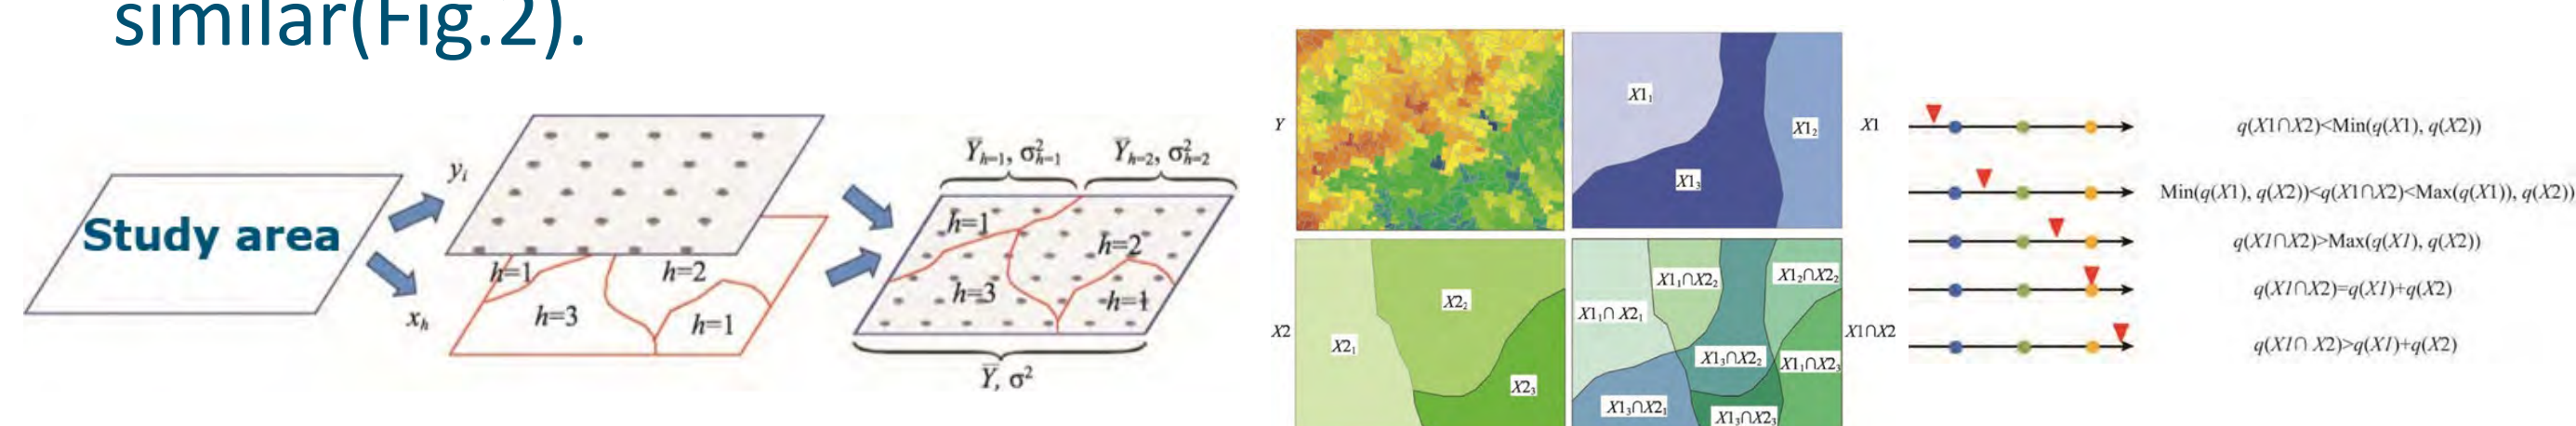 similar(Fig.2).
Study area
yᵢ
xₕ
h=1
h=2
h=3
h=1
Ȳₕ₌₁, σ²ₕ₌₁
Ȳₕ₌₂, σ²ₕ₌₂
h=1
h=2
h=3
h=1
Ȳ, σ²
Y
X1₁
X1₂
X1₃
X1
X2
X2₁
X2₂
X2₃
X1₁∩X2₁
X1₁∩X2₂
X1₂∩X2₂
X1₃∩X2₂
X1₁∩X2₃
X1₃∩X2₁
X1₃∩X2₃
X1∩X2
q(X1∩X2)<Min(q(X1), q(X2))
Min(q(X1), q(X2))<q(X1∩X2)<Max(q(X1)), q(X2))
q(X1∩X2)>Max(q(X1), q(X2))
q(X1∩X2)=q(X1)+q(X2)
q(X1∩X2)>q(X1)+q(X2)